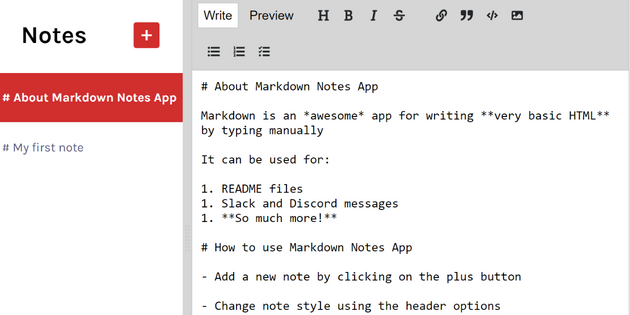 Notes
+
# About Markdown Notes App
# My first note
Write Preview H B I S
# About Markdown Notes App
Markdown is an *awesome* app for writing **very basic HTML**
by typing manually
It can be used for:
1. README files
1. Slack and Discord messages
1. **So much more!**
# How to use Markdown Notes App
- Add a new note by clicking on the plus button
- Change note style using the header options